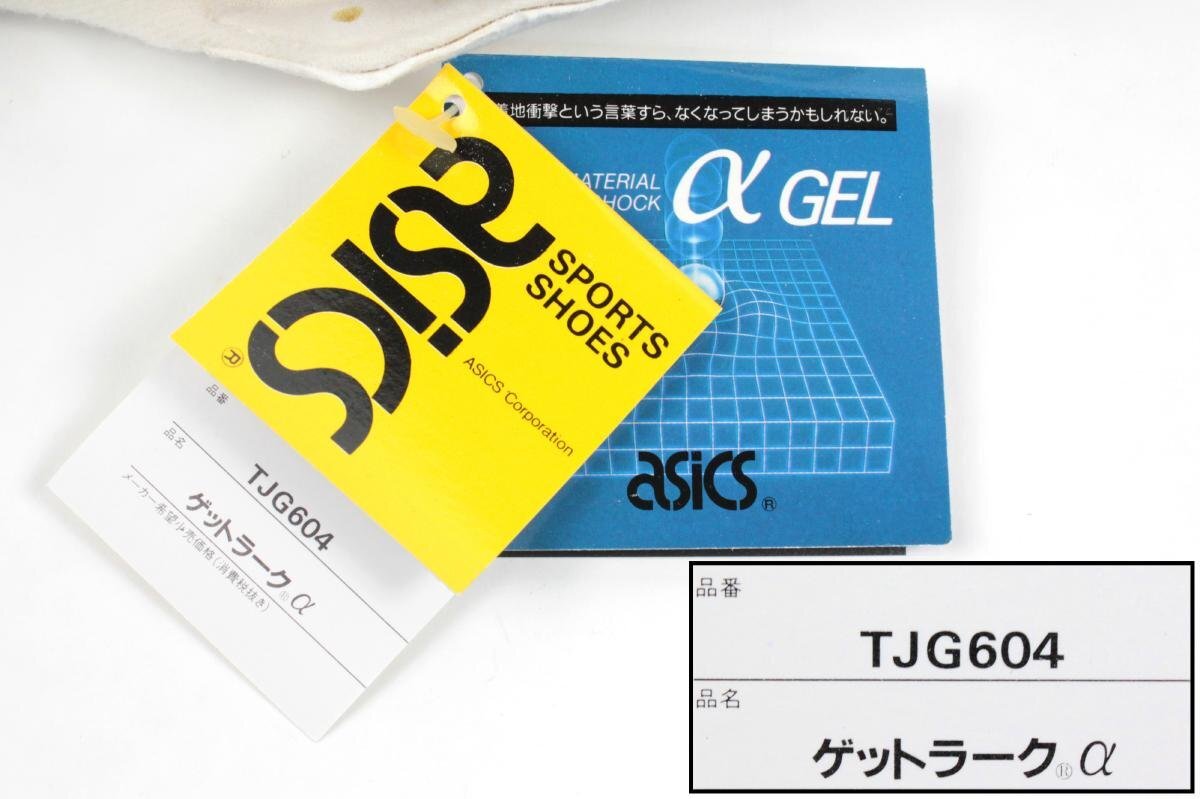 着地衝撃という言葉すら、なくなってしまうかもしれない。
MATERIAL
SHOCK
α GEL
asics®
asics
®
SPORTS
SHOES
ASICS Corporation
品番
TJG604
品名
ゲットラーク® α
メーカー希望小売価格(消費税抜き)
品番
TJG604
品名
ゲットラーク® α